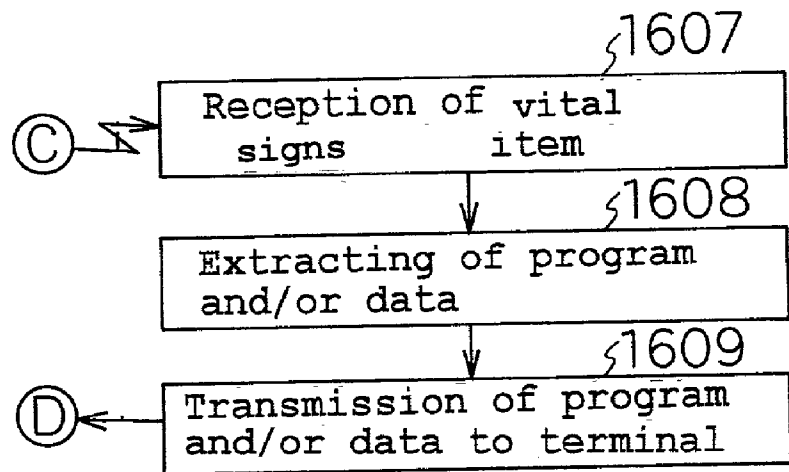 1607
Reception of vital
signs item
C
1608
Extracting of program
and/or data
1609
Transmission of program
and/or data to terminal
D